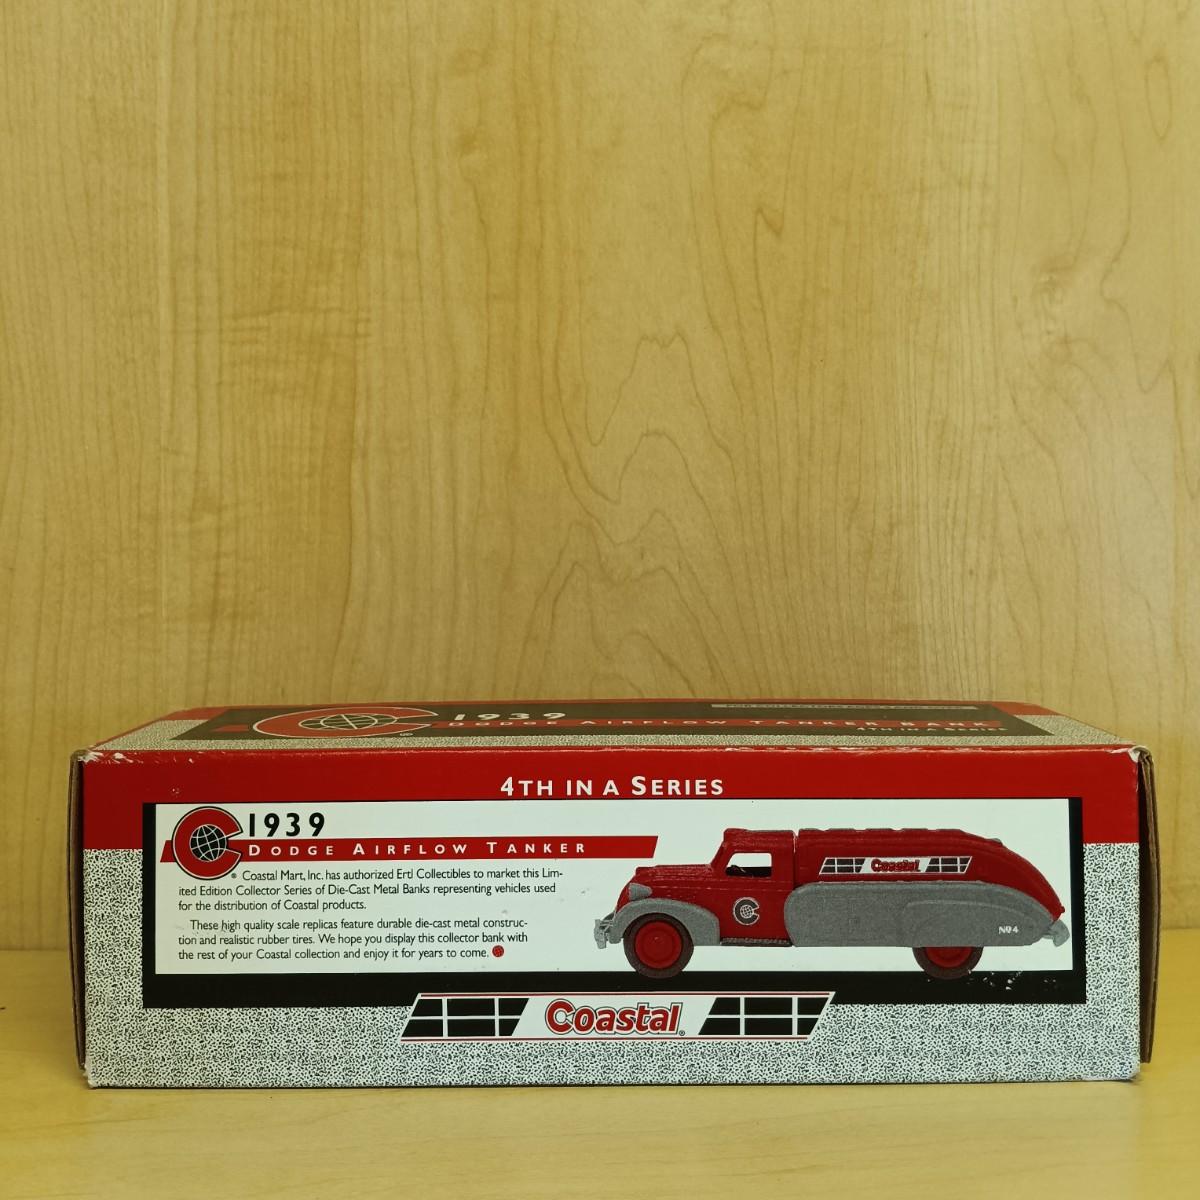 1939
DODGE AIRFLOW TANKER BANK
4TH IN A SERIES
4TH IN A SERIES
1939
DODGE AIRFLOW TANKER
® Coastal Mart, Inc. has authorized Ertl Collectibles to market this Lim-
ited Edition Collector Series of Die-Cast Metal Banks representing vehicles used
for the distribution of Coastal products.
These high quality scale replicas feature durable die-cast metal construc-
tion and realistic rubber tires. We hope you display this collector bank with
the rest of your Coastal collection and enjoy it for years to come.
Coastal
Nº4
Coastal®